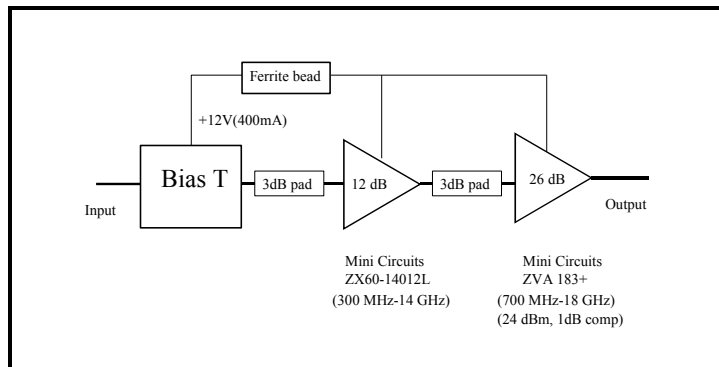 Ferrite bead
+12V(400mA)
Bias T
3dB pad
12 dB
3dB pad
26 dB
Input
Output
Mini Circuits
ZX60-14012L
(300 MHz-14 GHz)
Mini Circuits
ZVA 183+
(700 MHz-18 GHz)
(24 dBm, 1dB comp)